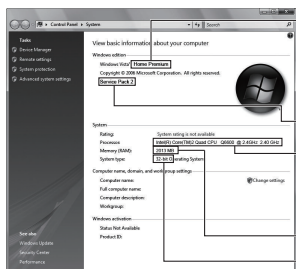 Control Panel ▸ System
Search
Tasks
Device Manager
Remote settings
System protection
Advanced system settings
See also
Windows Update
Security Center
Performance
View basic information about your computer
Windows edition
Windows Vista™ Home Premium
Copyright © 2006 Microsoft Corporation. All rights reserved.
Service Pack 2
System
Rating: System rating is not available
Processor: Intel(R) Core(TM)2 Quad CPU Q6600 @ 2.4GHz 2.40 GHz
Memory (RAM): 2013 MB
System type: 32-bit Operating System
Computer name, domain, and workgroup settings
Computer name: Change settings
Full computer name:
Computer description:
Workgroup:
Windows activation
Status Not Available
Product ID: